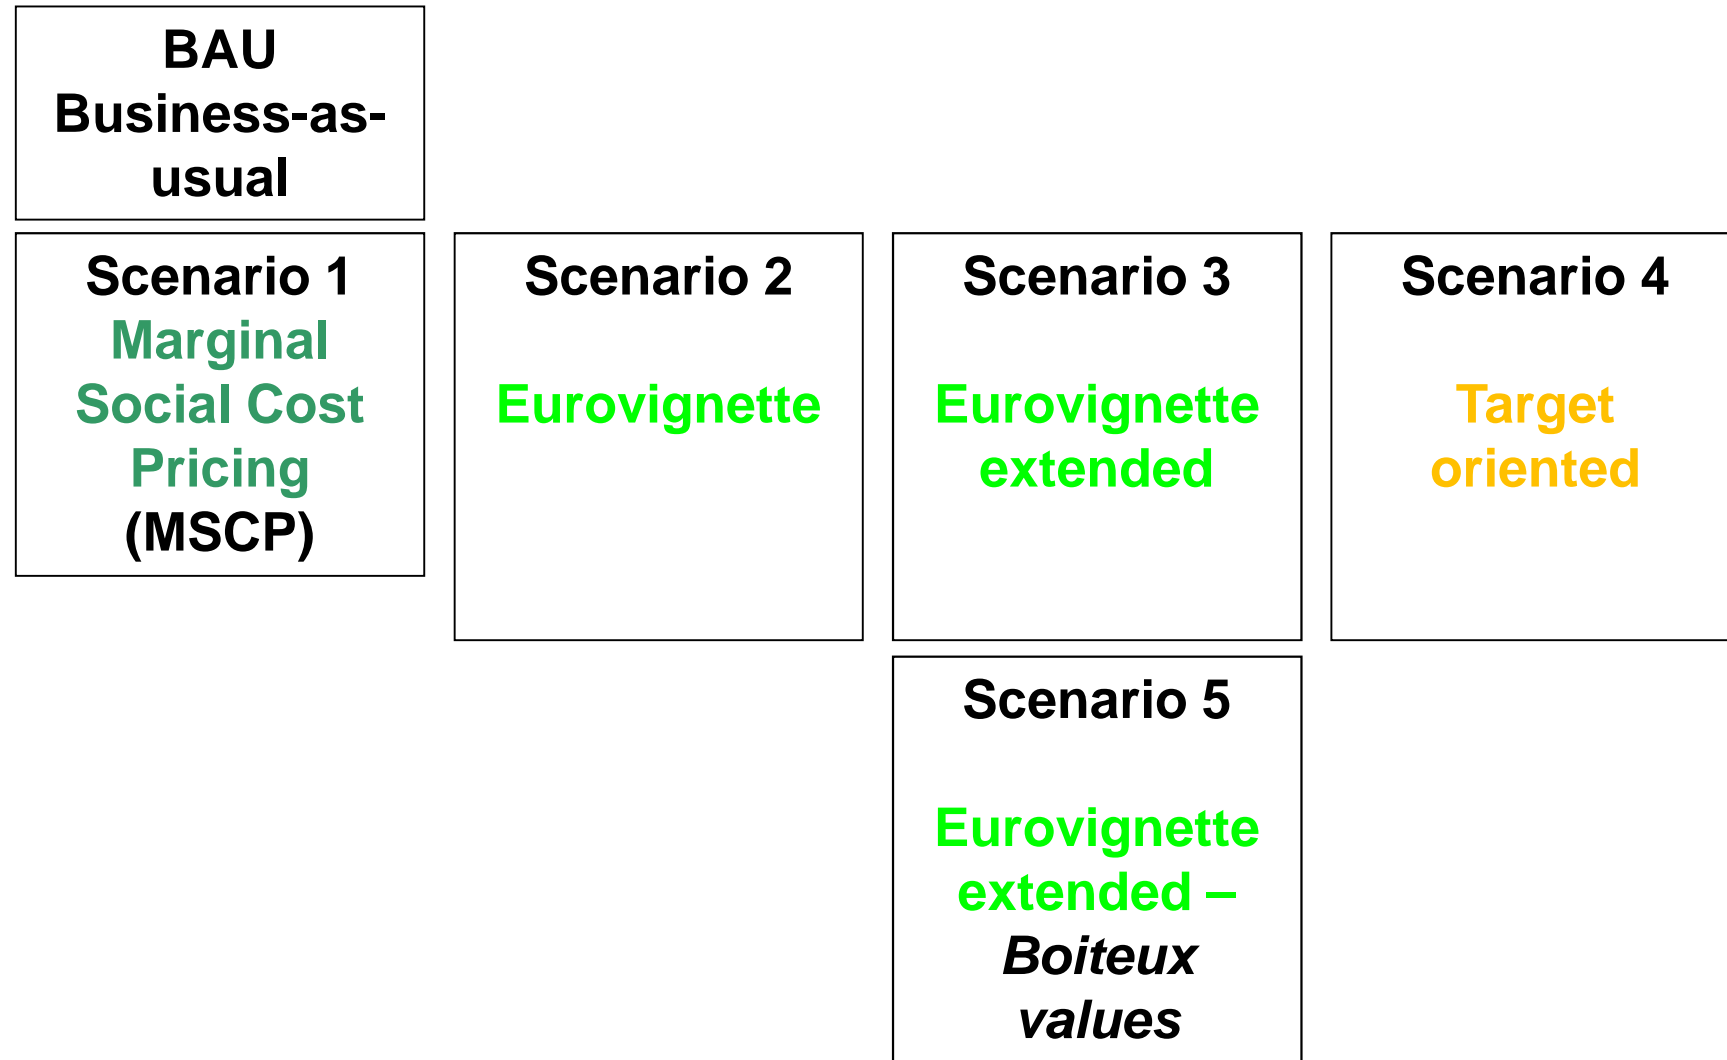 BAU
Business-as-
usual
Scenario 1
Marginal
Social Cost
Pricing
(MSCP)
Scenario 2
Eurovignette
Scenario 3
Eurovignette
extended
Scenario 4
Target
oriented
Scenario 5
Eurovignette
extended –
Boiteux
values